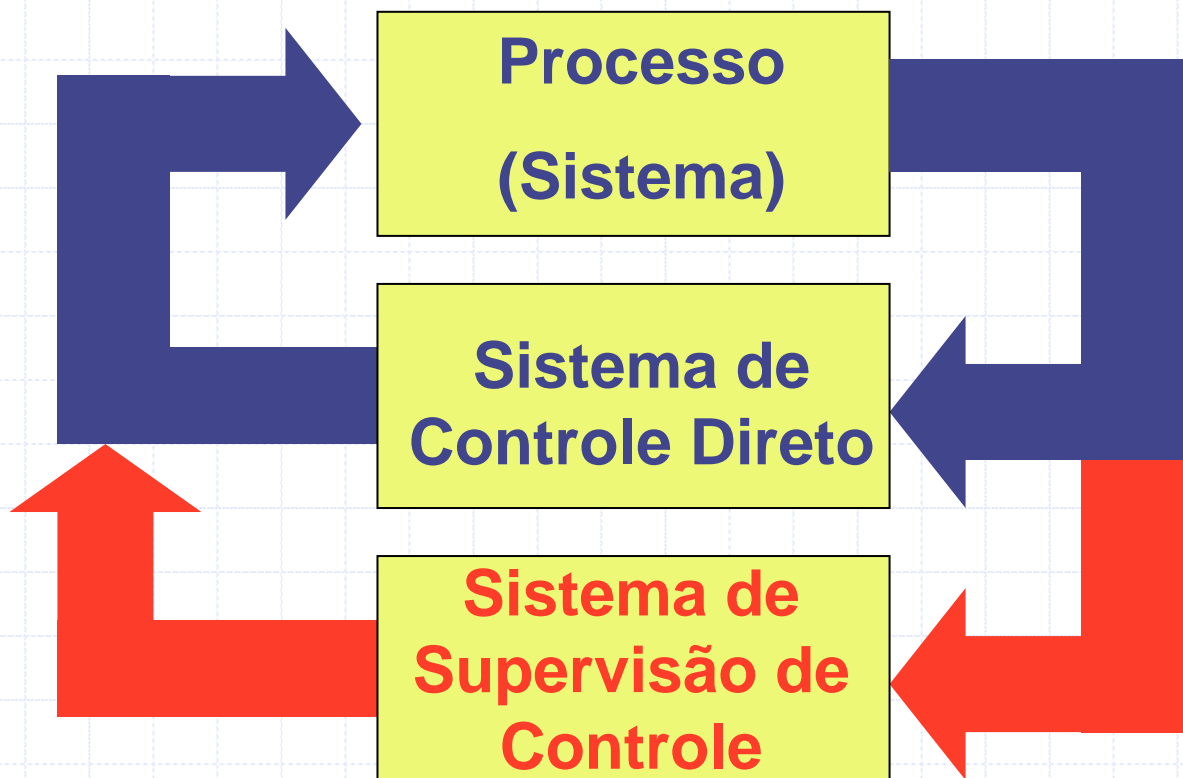 Processo
(Sistema)
Sistema de
Controle Direto
Sistema de
Supervisão de
Controle